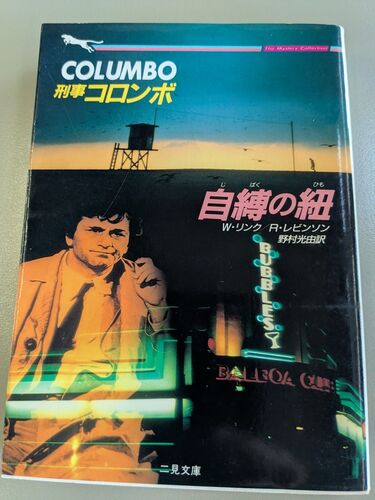 The Mystery Collection
COLUMBO
刑事コロンボ
じばく ひも
自縛の紐
W・リンク R・レビンソン
野村光由訳
BUBBLES
BALBOA CLUB
二見文庫